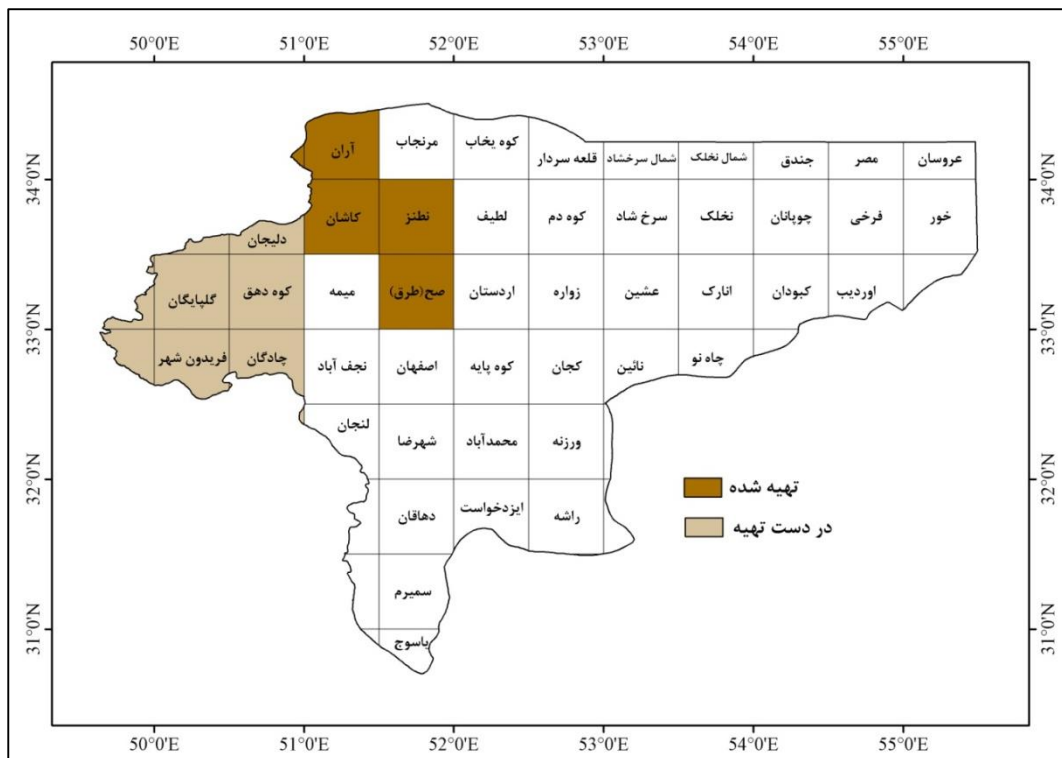 50°0'E 51°0'E 52°0'E 53°0'E 54°0'E 55°0'E
آران
مرنجاب
کوه یخاب
قلعه سردار
شمال سرخشاد
شمال نخلک
جندق
مصر
عروسان
34°0'N
34°0'N
کاشان
نطنز
لطیف
کوه دم
سرخ شاد
نخلک
چوپانان
فرخی
خور
دلیجان
گلپایگان
کوه دهق
میمه
صح(طرق)
اردستان
زواره
عشین
انارک
کبودان
اوردیب
33°0'N
33°0'N
فریدون شهر
چادگان
نجف آباد
اصفهان
کوه پایه
کجان
نائین
چاه نو
لنجان
شهرضا
محمدآباد
ورزنه
32°0'N
32°0'N
تهیه شده
در دست تهیه
دهاقان
ایزدخواست
راشه
سمیرم
31°0'N
31°0'N
یاسوج
50°0'E 51°0'E 52°0'E 53°0'E 54°0'E 55°0'E